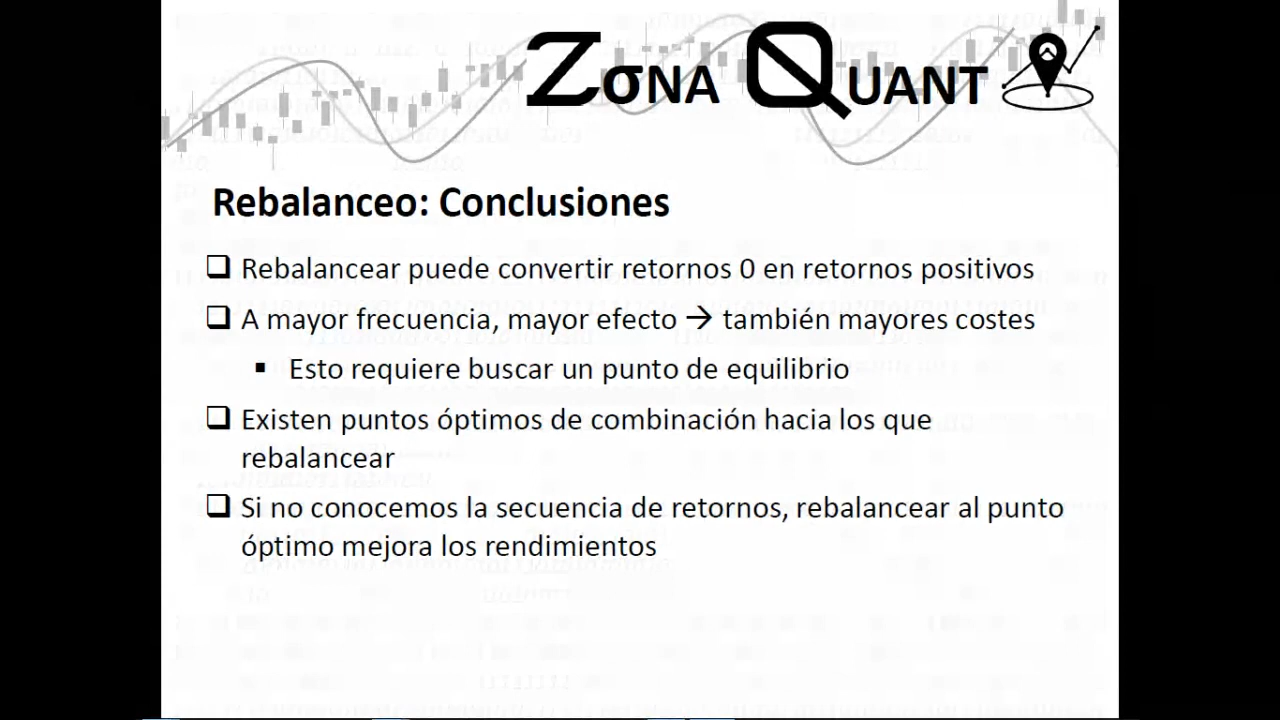 ZONA QUANT
Rebalanceo: Conclusiones
Rebalancear puede convertir retornos 0 en retornos positivos
A mayor frecuencia, mayor efecto → también mayores costes
Esto requiere buscar un punto de equilibrio
Existen puntos óptimos de combinación hacia los que
rebalancear
Si no conocemos la secuencia de retornos, rebalancear al punto
óptimo mejora los rendimientos